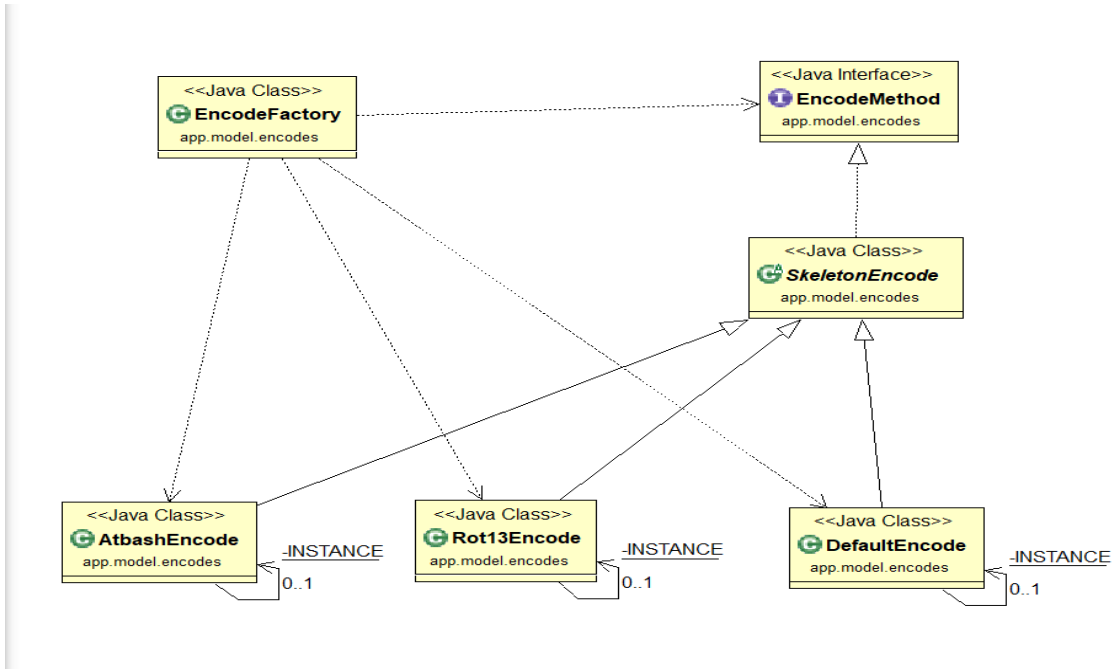 <<Java Class>>
EncodeFactory
app.model.encodes
<<Java Interface>>
EncodeMethod
app.model.encodes
<<Java Class>>
SkeletonEncode
app.model.encodes
<<Java Class>>
AtbashEncode
app.model.encodes
-INSTANCE
0..1
<<Java Class>>
Rot13Encode
app.model.encodes
-INSTANCE
0..1
<<Java Class>>
DefaultEncode
app.model.encodes
-INSTANCE
0..1